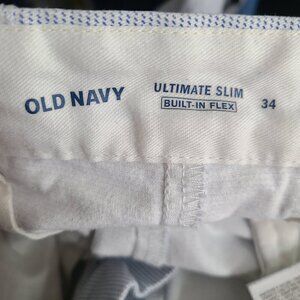 OLD NAVY
ULTIMATE SLIM
BUILT-IN FLEX
34